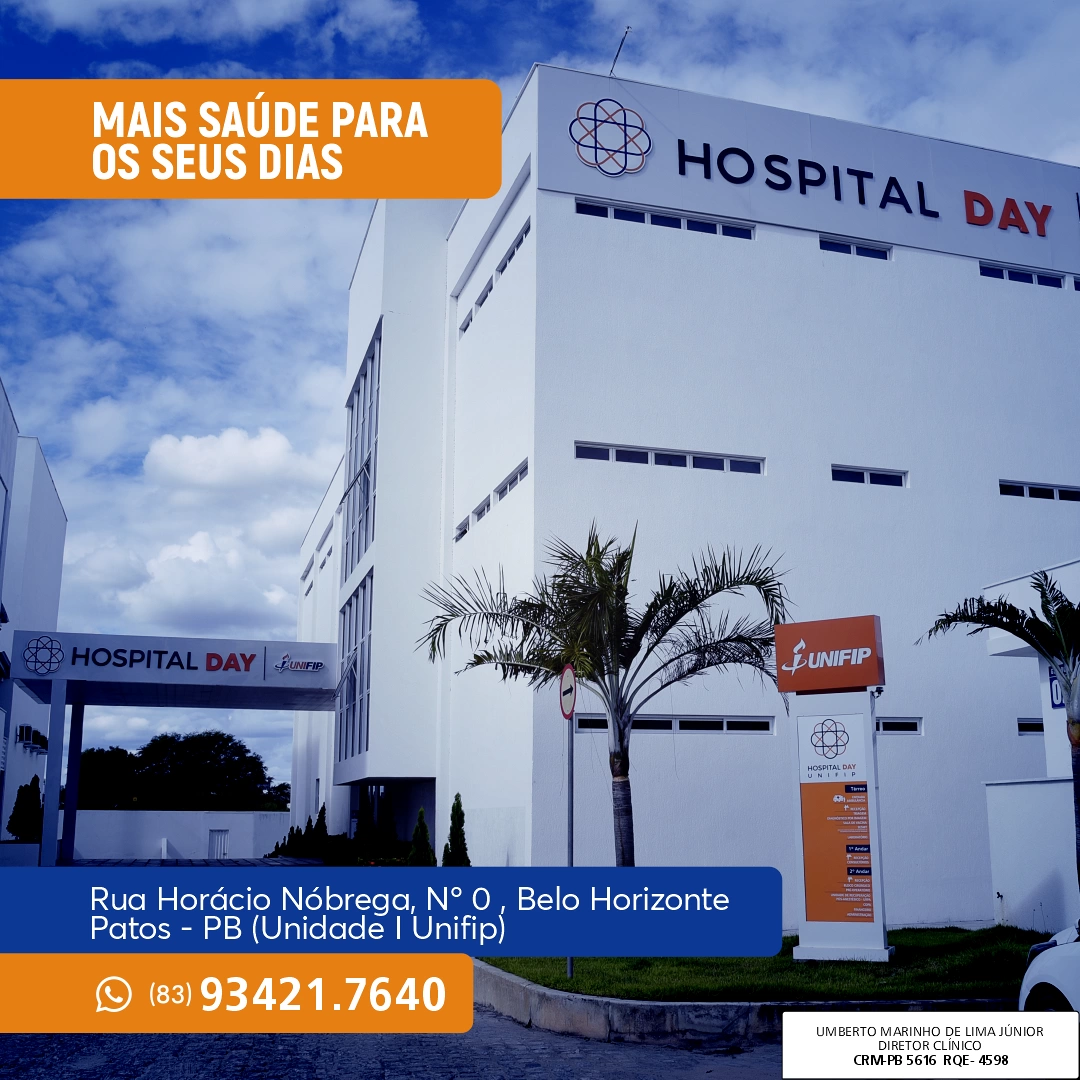 MAIS SAÚDE PARA
OS SEUS DIAS
HOSPITAL DAY
HOSPITAL DAY
UNIFIP
UNIFIP
HOSPITAL DAY
UNIFIP
Térreo
1º Andar
2º Andar
Rua Horácio Nóbrega, Nº 0 , Belo Horizonte
Patos - PB (Unidade I Unifip)
(83) 93421.7640
UMBERTO MARINHO DE LIMA JÚNIOR
DIRETOR CLÍNICO
CRM-PB 5616 RQE- 4598